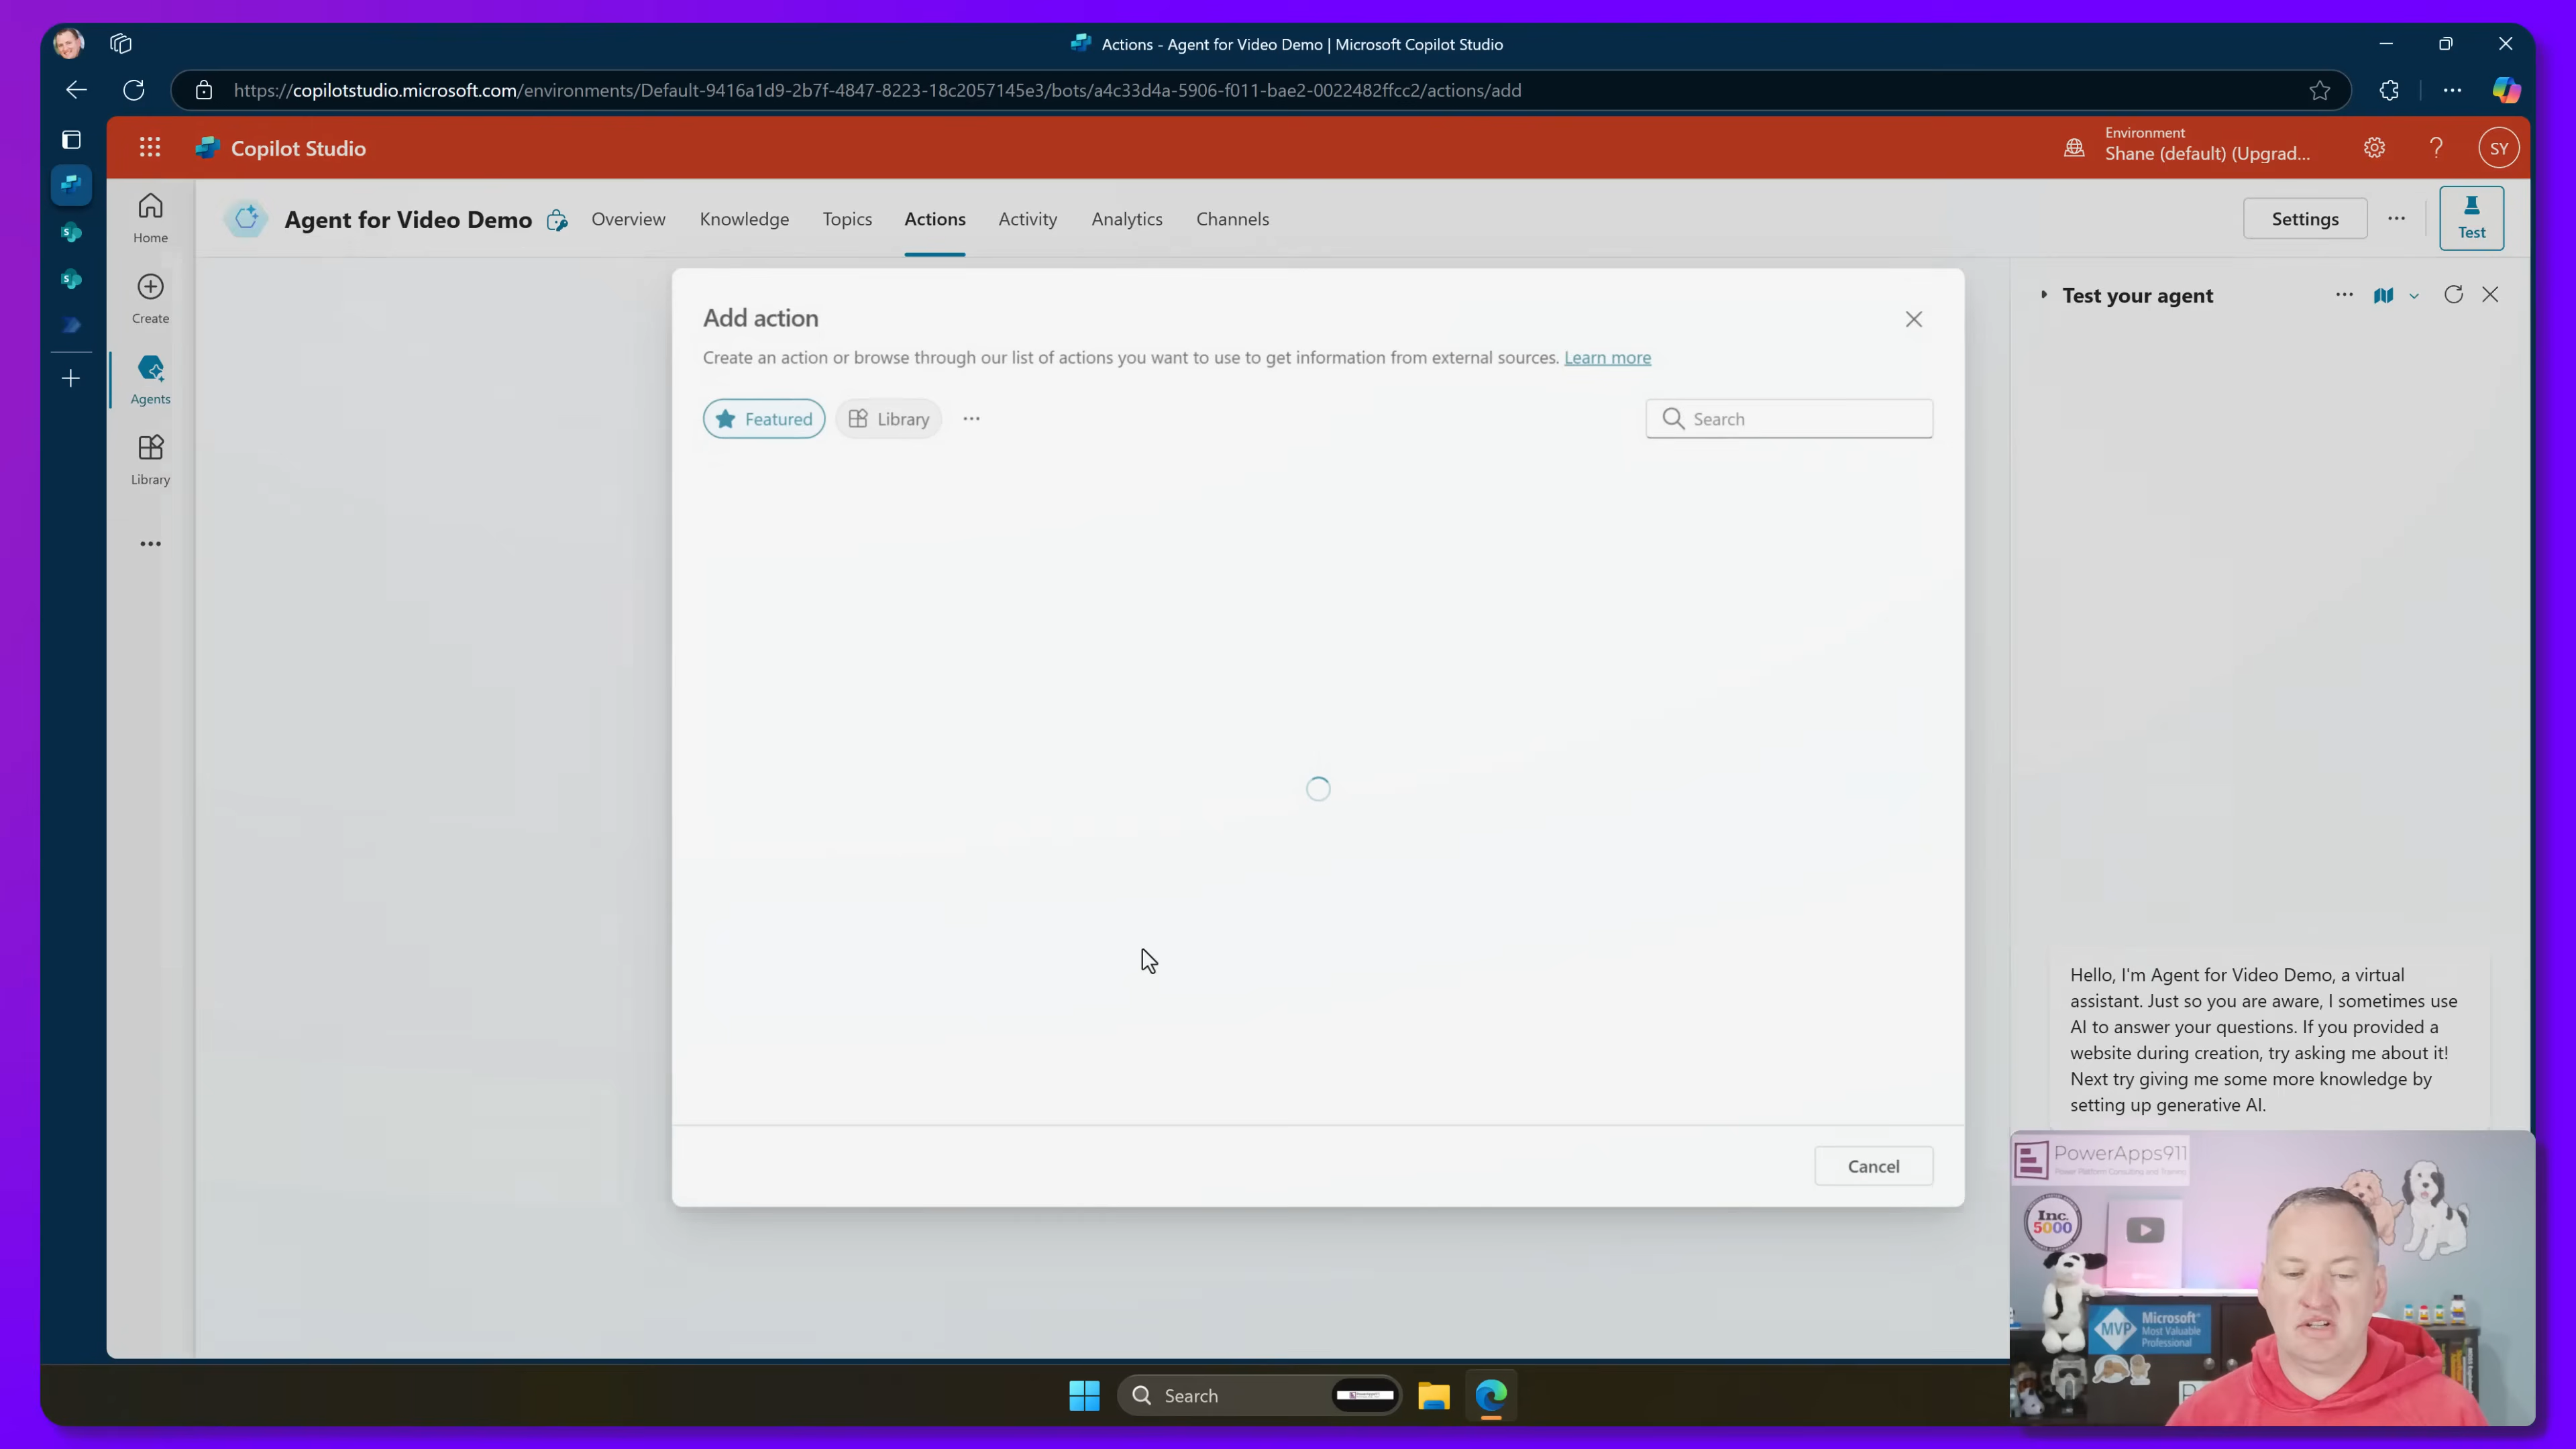 Actions - Agent for Video Demo | Microsoft Copilot Studio
https://copilotstudio.microsoft.com/environments/Default-9416a1d9-2b7f-4847-8223-18c2057145e3/bots/a4c33d4a-5906-f011-bae2-0022482ffcc2/actions/add
Copilot Studio
Environment
Shane (default) (Upgrad...
SY
Home
Create
Agents
Library
Agent for Video Demo
Overview
Knowledge
Topics
Actions
Activity
Analytics
Channels
Settings
Test
Add action
Create an action or browse through our list of actions you want to use to get information from external sources. Learn more
Featured
Library
Search
Cancel
Test your agent
Hello, I'm Agent for Video Demo, a virtual
assistant. Just so you are aware, I sometimes use
AI to answer your questions. If you provided a
website during creation, try asking me about it!
Next try giving me some more knowledge by
setting up generative AI.
PowerApps911
Power Platform Consulting and Training
Inc.
5000
MVP
Microsoft
Most Valuable
Professional
Search